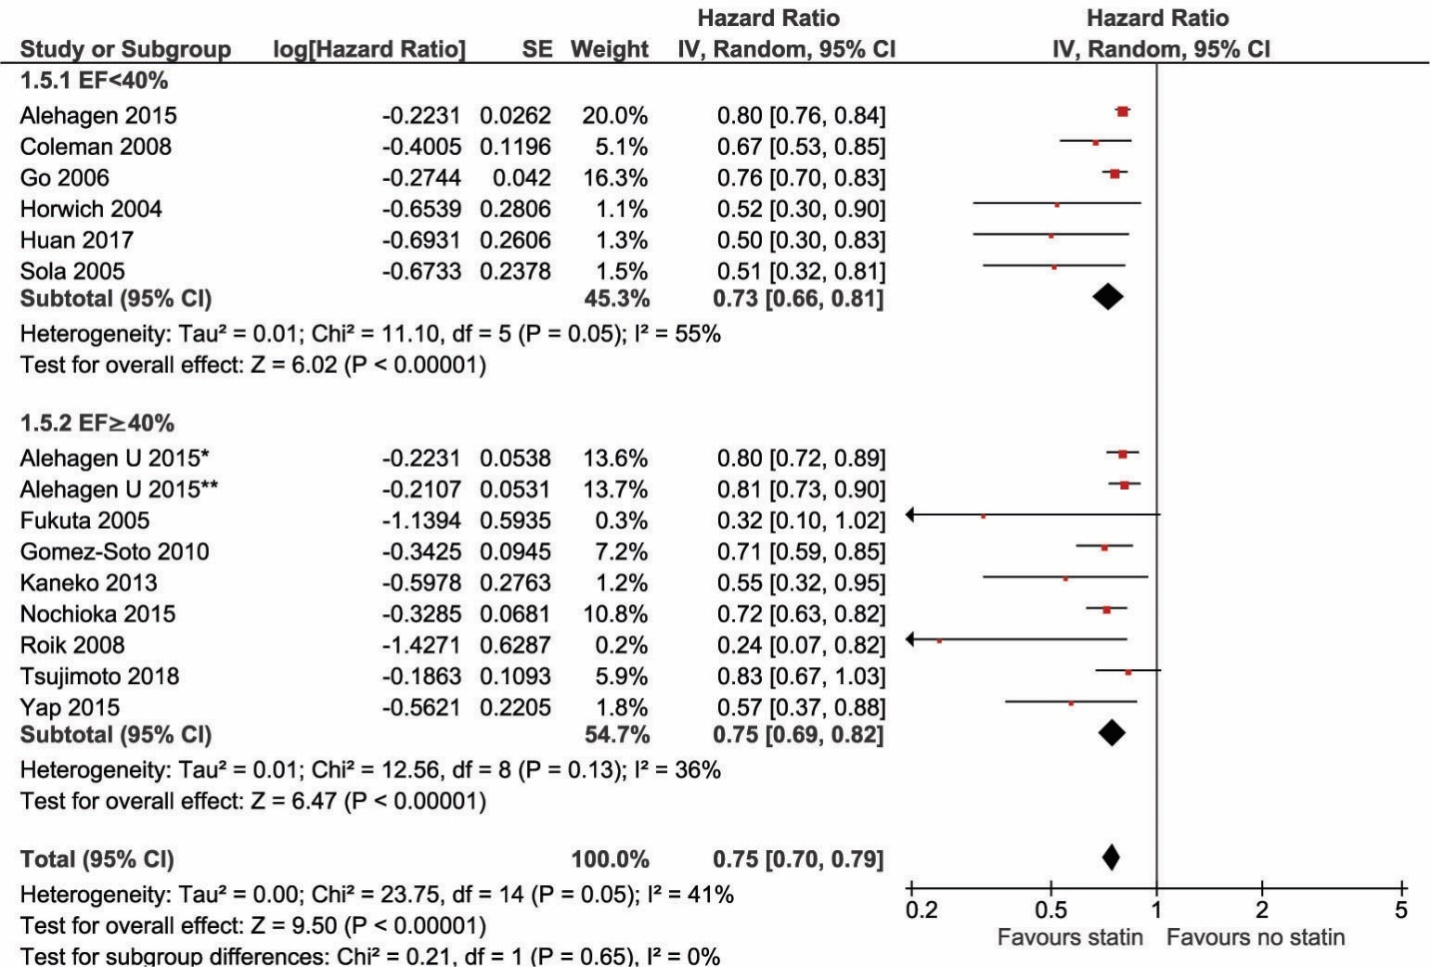 Hazard Ratio Hazard Ratio
Study or Subgroup log[Hazard Ratio] SE Weight IV, Random, 95% CI IV, Random, 95% CI
1.5.1 EF<40%
Alehagen 2015 -0.2231 0.0262 20.0% 0.80 [0.76, 0.84]
Coleman 2008 -0.4005 0.1196 5.1% 0.67 [0.53, 0.85]
Go 2006 -0.2744 0.042 16.3% 0.76 [0.70, 0.83]
Horwich 2004 -0.6539 0.2806 1.1% 0.52 [0.30, 0.90]
Huan 2017 -0.6931 0.2606 1.3% 0.50 [0.30, 0.83]
Sola 2005 -0.6733 0.2378 1.5% 0.51 [0.32, 0.81]
Subtotal (95% CI) 45.3% 0.73 [0.66, 0.81]
Heterogeneity: Tau² = 0.01; Chi² = 11.10, df = 5 (P = 0.05); I² = 55%
Test for overall effect: Z = 6.02 (P < 0.00001)
1.5.2 EF≥40%
Alehagen U 2015* -0.2231 0.0538 13.6% 0.80 [0.72, 0.89]
Alehagen U 2015** -0.2107 0.0531 13.7% 0.81 [0.73, 0.90]
Fukuta 2005 -1.1394 0.5935 0.3% 0.32 [0.10, 1.02]
Gomez-Soto 2010 -0.3425 0.0945 7.2% 0.71 [0.59, 0.85]
Kaneko 2013 -0.5978 0.2763 1.2% 0.55 [0.32, 0.95]
Nochioka 2015 -0.3285 0.0681 10.8% 0.72 [0.63, 0.82]
Roik 2008 -1.4271 0.6287 0.2% 0.24 [0.07, 0.82]
Tsujimoto 2018 -0.1863 0.1093 5.9% 0.83 [0.67, 1.03]
Yap 2015 -0.5621 0.2205 1.8% 0.57 [0.37, 0.88]
Subtotal (95% CI) 54.7% 0.75 [0.69, 0.82]
Heterogeneity: Tau² = 0.01; Chi² = 12.56, df = 8 (P = 0.13); I² = 36%
Test for overall effect: Z = 6.47 (P < 0.00001)
Total (95% CI) 100.0% 0.75 [0.70, 0.79]
Heterogeneity: Tau² = 0.00; Chi² = 23.75, df = 14 (P = 0.05); I² = 41%
Test for overall effect: Z = 9.50 (P < 0.00001)
Test for subgroup differences: Chi² = 0.21, df = 1 (P = 0.65), I² = 0%
0.2 0.5 1 2 5
Favours statin Favours no statin